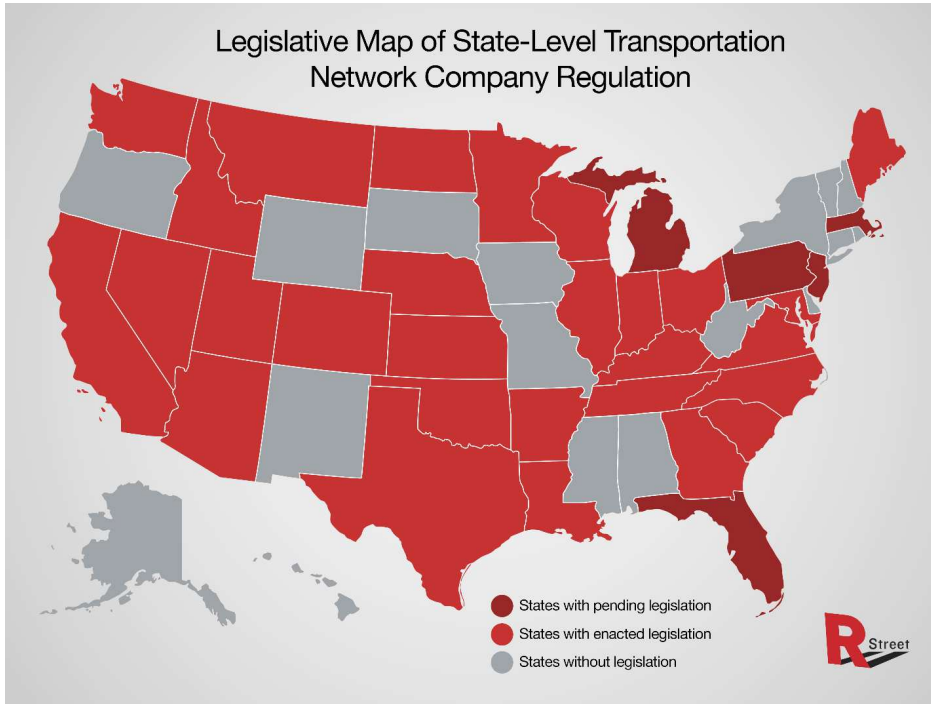 Legislative Map of State-Level Transportation
Network Company Regulation
States with pending legislation
States with enacted legislation
States without legislation
R Street